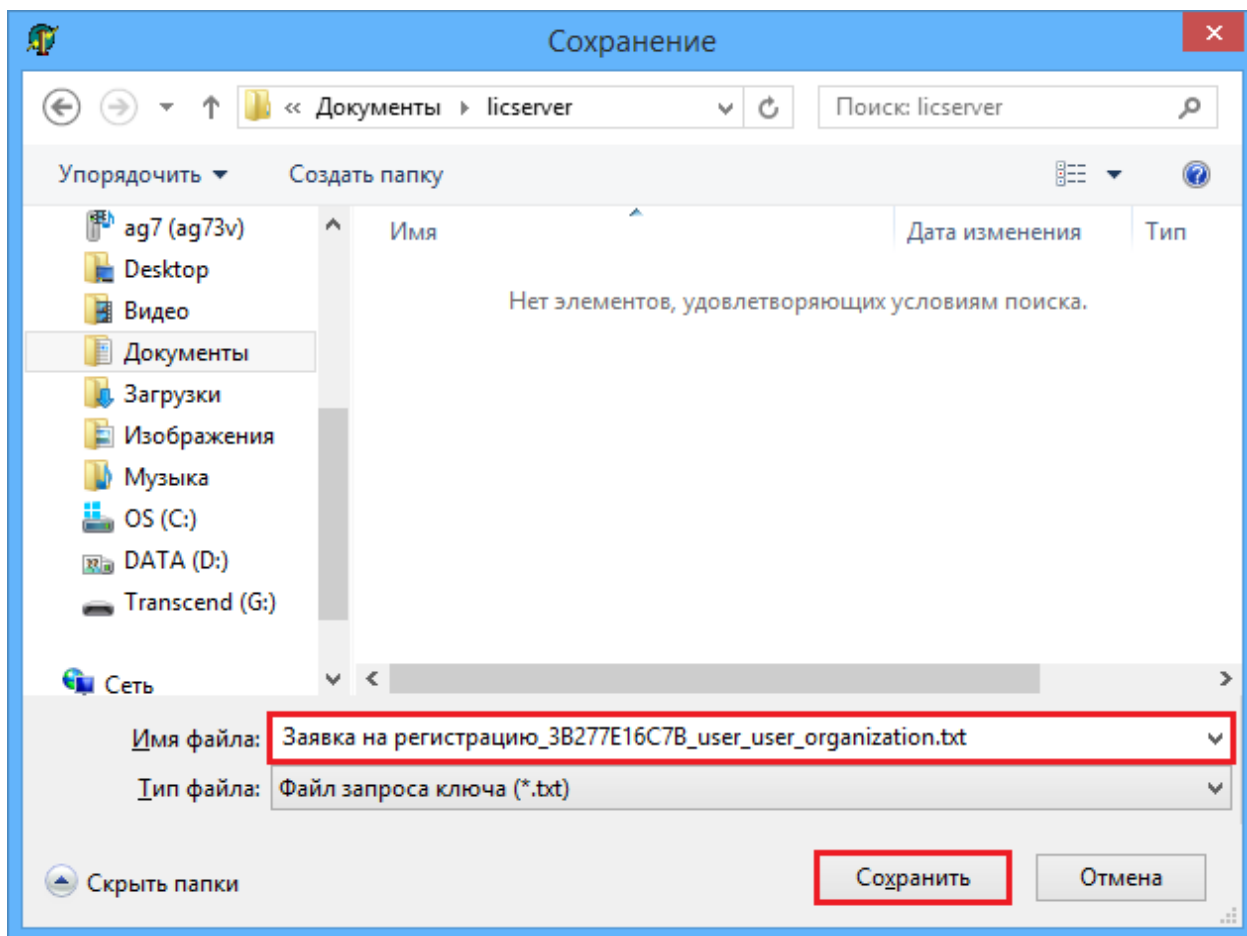 Сохранение
« Документы licserver
Поиск: licserver
Упорядочить
Создать папку
ag7 (ag73v)
Desktop
Видео
Документы
Загрузки
Изображения
Музыка
OS (C:)
DATA (D:)
Transcend (G:)
Сеть
Имя
Дата изменения
Тип
Нет элементов, удовлетворяющих условиям поиска.
Имя файла: Заявка на регистрацию_3B277E16C7B_user_user_organization.txt
Тип файла: Файл запроса ключа (*.txt)
Скрыть папки
Сохранить
Отмена